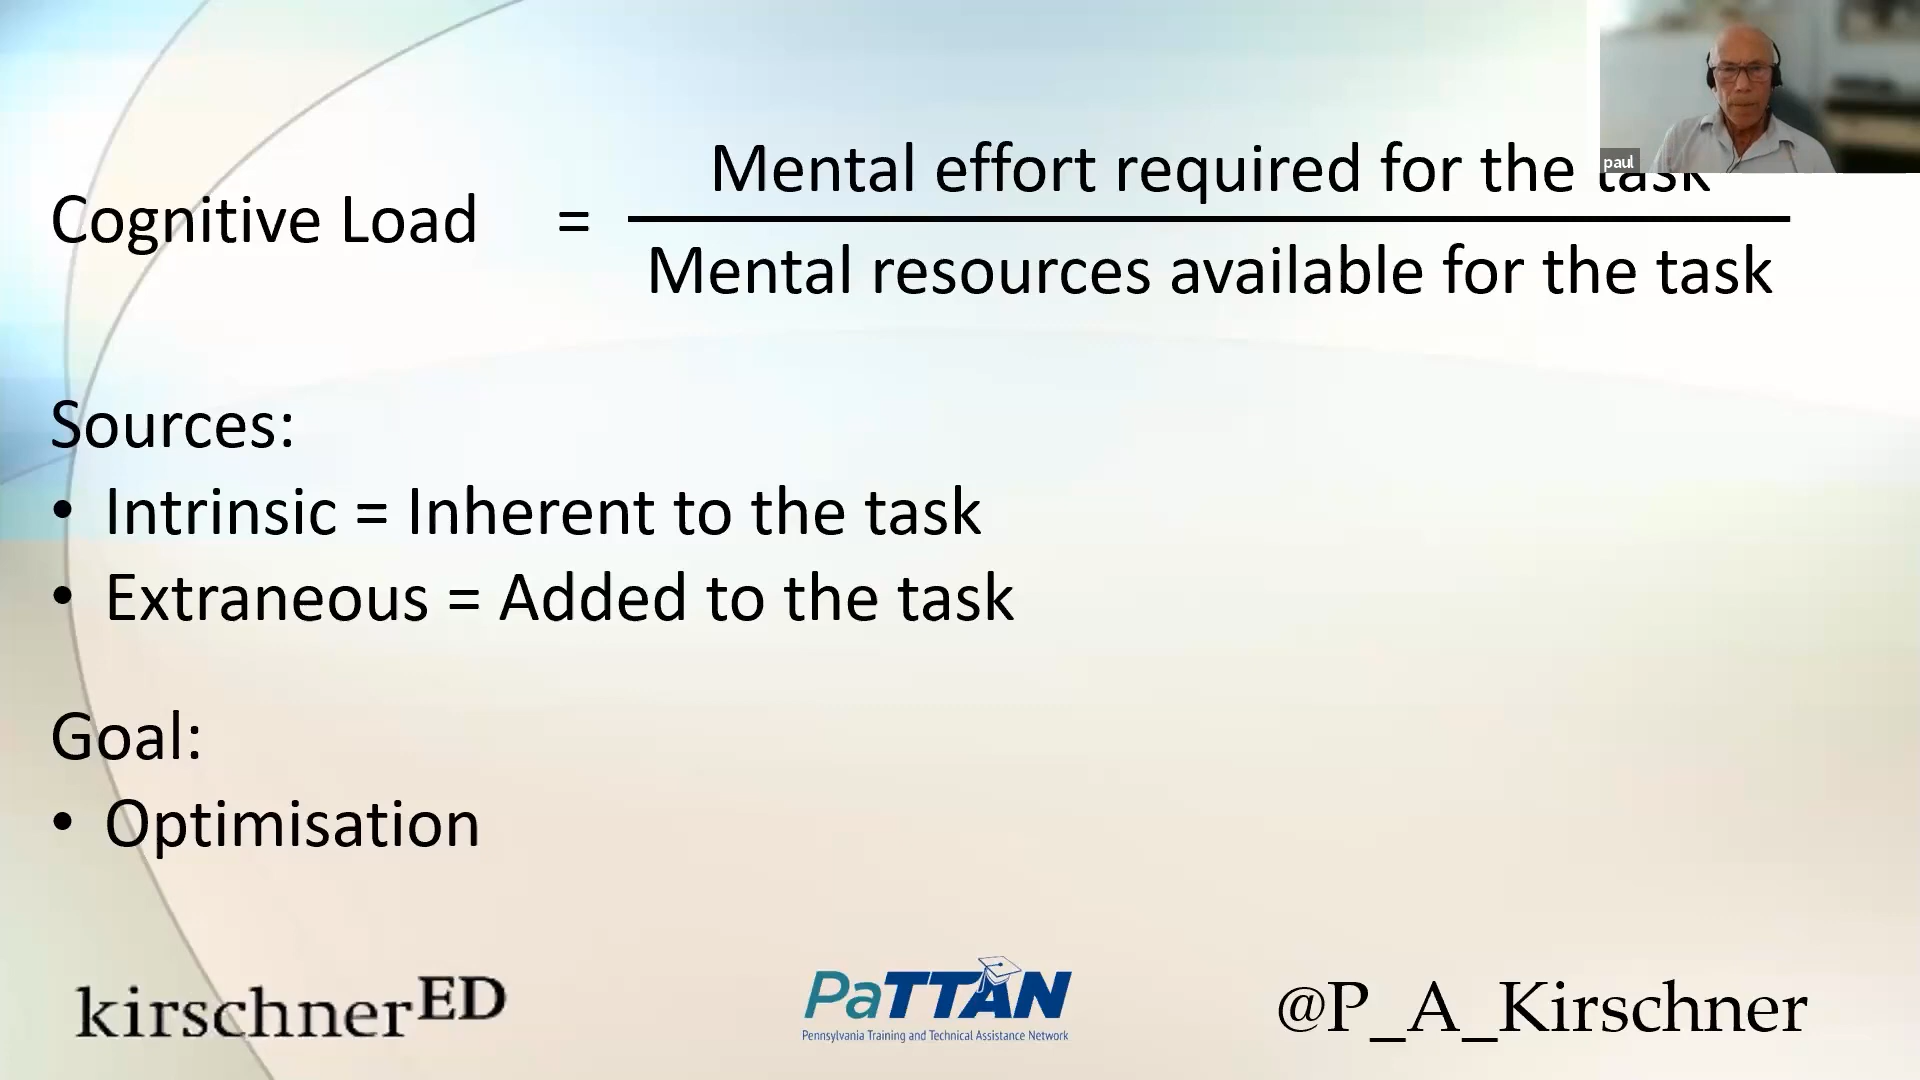 paul
Mental effort required for the task
Cognitive Load =
Mental resources available for the task
Sources:
• Intrinsic = Inherent to the task
• Extraneous = Added to the task
Goal:
• Optimisation
kirschnerED
PaTTAN
Pennsylvania Training and Technical Assistance Network
@P_A_Kirschner